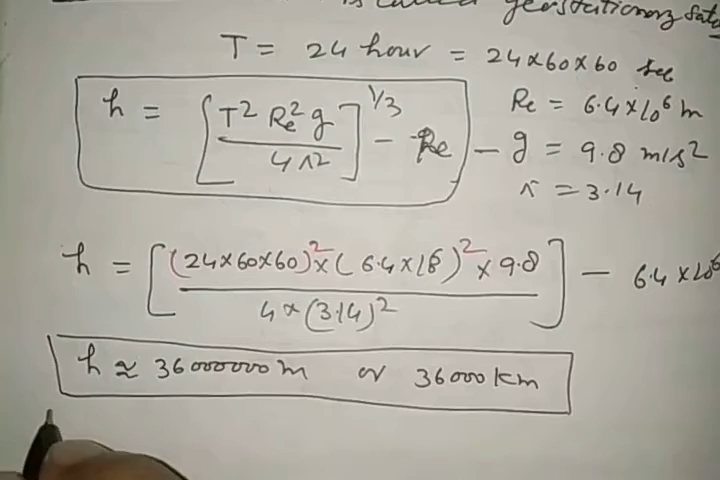 is called geostationary
T = 24 hour = 24×60×60 sec
h = [T² Re² g / 4π²]^1/3 - Re
Re = 6.4×10⁶ m
- g = 9.8 m/s²
π = 3.14
h = [(24×60×60)²×(6.4×10⁶)²×9.8 / 4×(3.14)²] - 6.4×10⁶
h ≈ 36000000 m or 36000 km